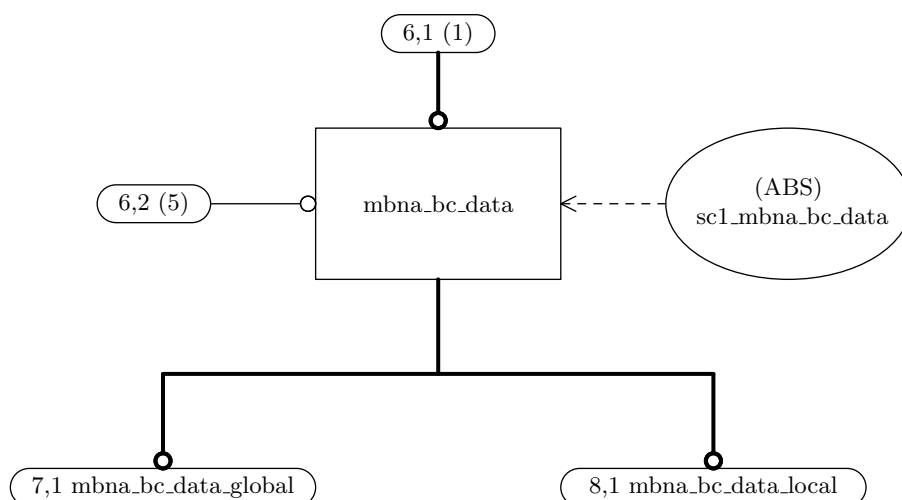 6,1 (1)
6,2 (5)
mbna_bc_data
(ABS)
sc1_mbna_bc_data
7,1 mbna_bc_data_global
8,1 mbna_bc_data_local